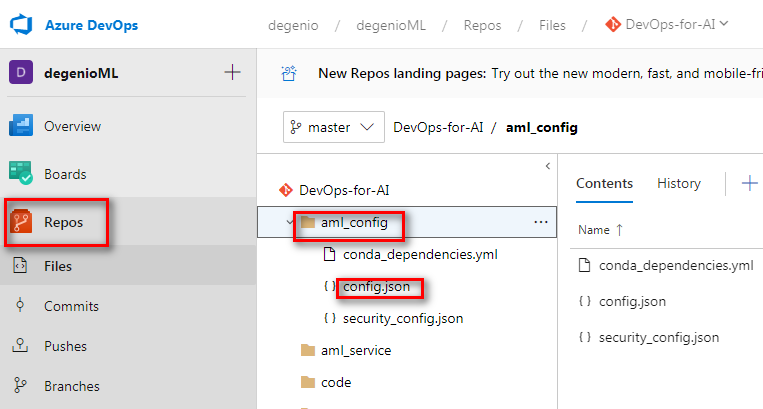 Azure DevOps
degenio / degenioML / Repos / Files / DevOps-for-AI
D degenioML
New Repos landing pages: Try out the new modern, fast, and mobile-fri
Overview
master
DevOps-for-AI / aml_config
Boards
DevOps-for-AI
Contents
History
Repos
aml_config
Name ↑
conda_dependencies.yml
conda_dependencies.yml
Files
{ } config.json
{ } config.json
Commits
{ } security_config.json
{ } security_config.json
Pushes
aml_service
Branches
code